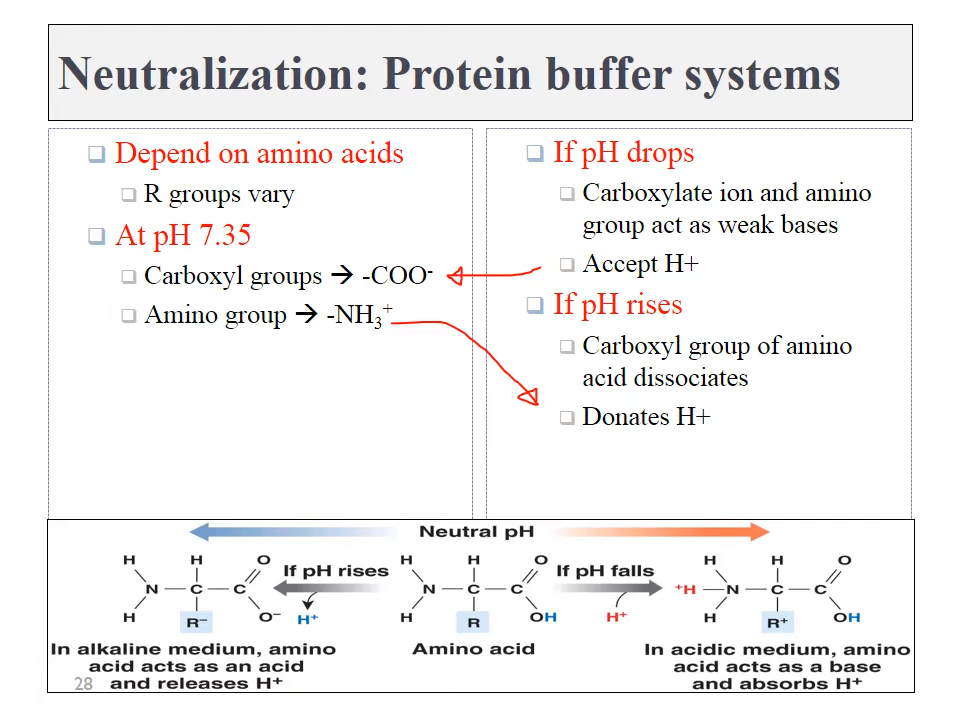 Neutralization: Protein buffer systems
❑ Depend on amino acids
❑ R groups vary
❑ At pH 7.35
❑ Carboxyl groups → -COO⁻
❑ Amino group → -NH₃⁺
❑ If pH drops
❑ Carboxylate ion and amino
group act as weak bases
❑ Accept H+
❑ If pH rises
❑ Carboxyl group of amino
acid dissociates
❑ Donates H+
Neutral pH
H H O
N C C
H R⁻ O⁻
If pH rises
H⁺
H H O
N C C
H R OH
If pH falls
H⁺
H H O
⁺H N C C
H R⁺ OH
In alkaline medium, amino
acid acts as an acid
and releases H⁺
Amino acid
In acidic medium, amino
acid acts as a base
and absorbs H⁺
28